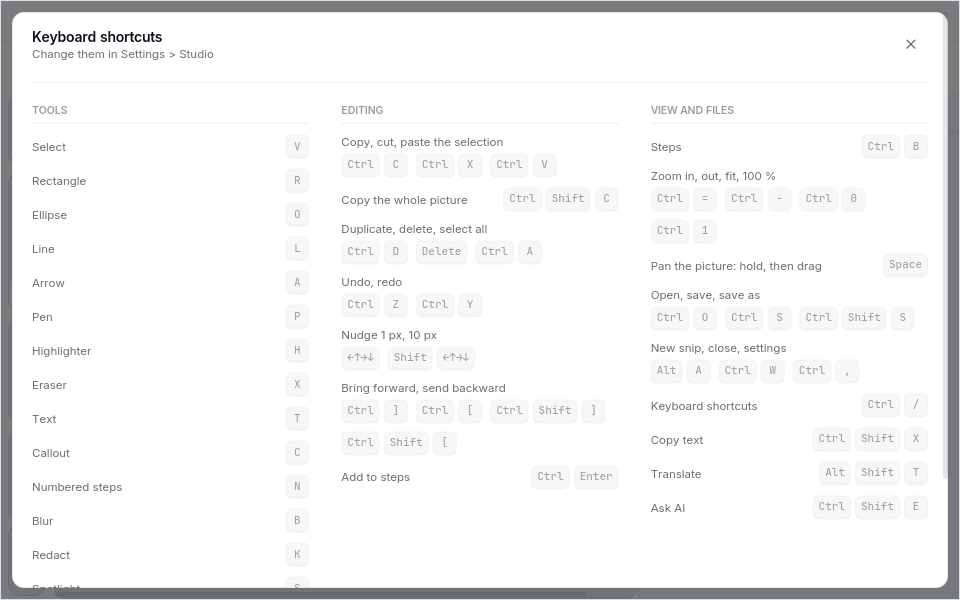 Keyboard shortcuts
Change them in Settings > Studio
TOOLS
Select V
Rectangle R
Ellipse O
Line L
Arrow A
Pen P
Highlighter H
Eraser X
Text T
Callout C
Numbered steps N
Blur B
Redact K
Spotlight S
EDITING
Copy, cut, paste the selection
Ctrl C Ctrl X Ctrl V
Copy the whole picture Ctrl Shift C
Duplicate, delete, select all
Ctrl D Delete Ctrl A
Undo, redo
Ctrl Z Ctrl Y
Nudge 1 px, 10 px
←↑→↓ Shift ←↑→↓
Bring forward, send backward
Ctrl ] Ctrl [ Ctrl Shift ]
Ctrl Shift [
Add to steps Ctrl Enter
VIEW AND FILES
Steps Ctrl B
Zoom in, out, fit, 100 %
Ctrl = Ctrl - Ctrl 0
Ctrl 1
Pan the picture: hold, then drag Space
Open, save, save as
Ctrl O Ctrl S Ctrl Shift S
New snip, close, settings
Alt A Ctrl W Ctrl ,
Keyboard shortcuts Ctrl /
Copy text Ctrl Shift X
Translate Alt Shift T
Ask AI Ctrl Shift E